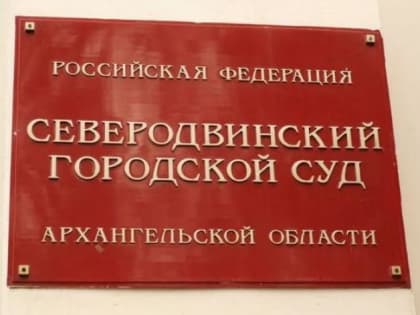 РОССИЙСКАЯ ФЕДЕРАЦИЯ
СЕВЕРОДВИНСКИЙ
ГОРОДСКОЙ СУД
АРХАНГЕЛЬСКОЙ ОБЛАСТИ